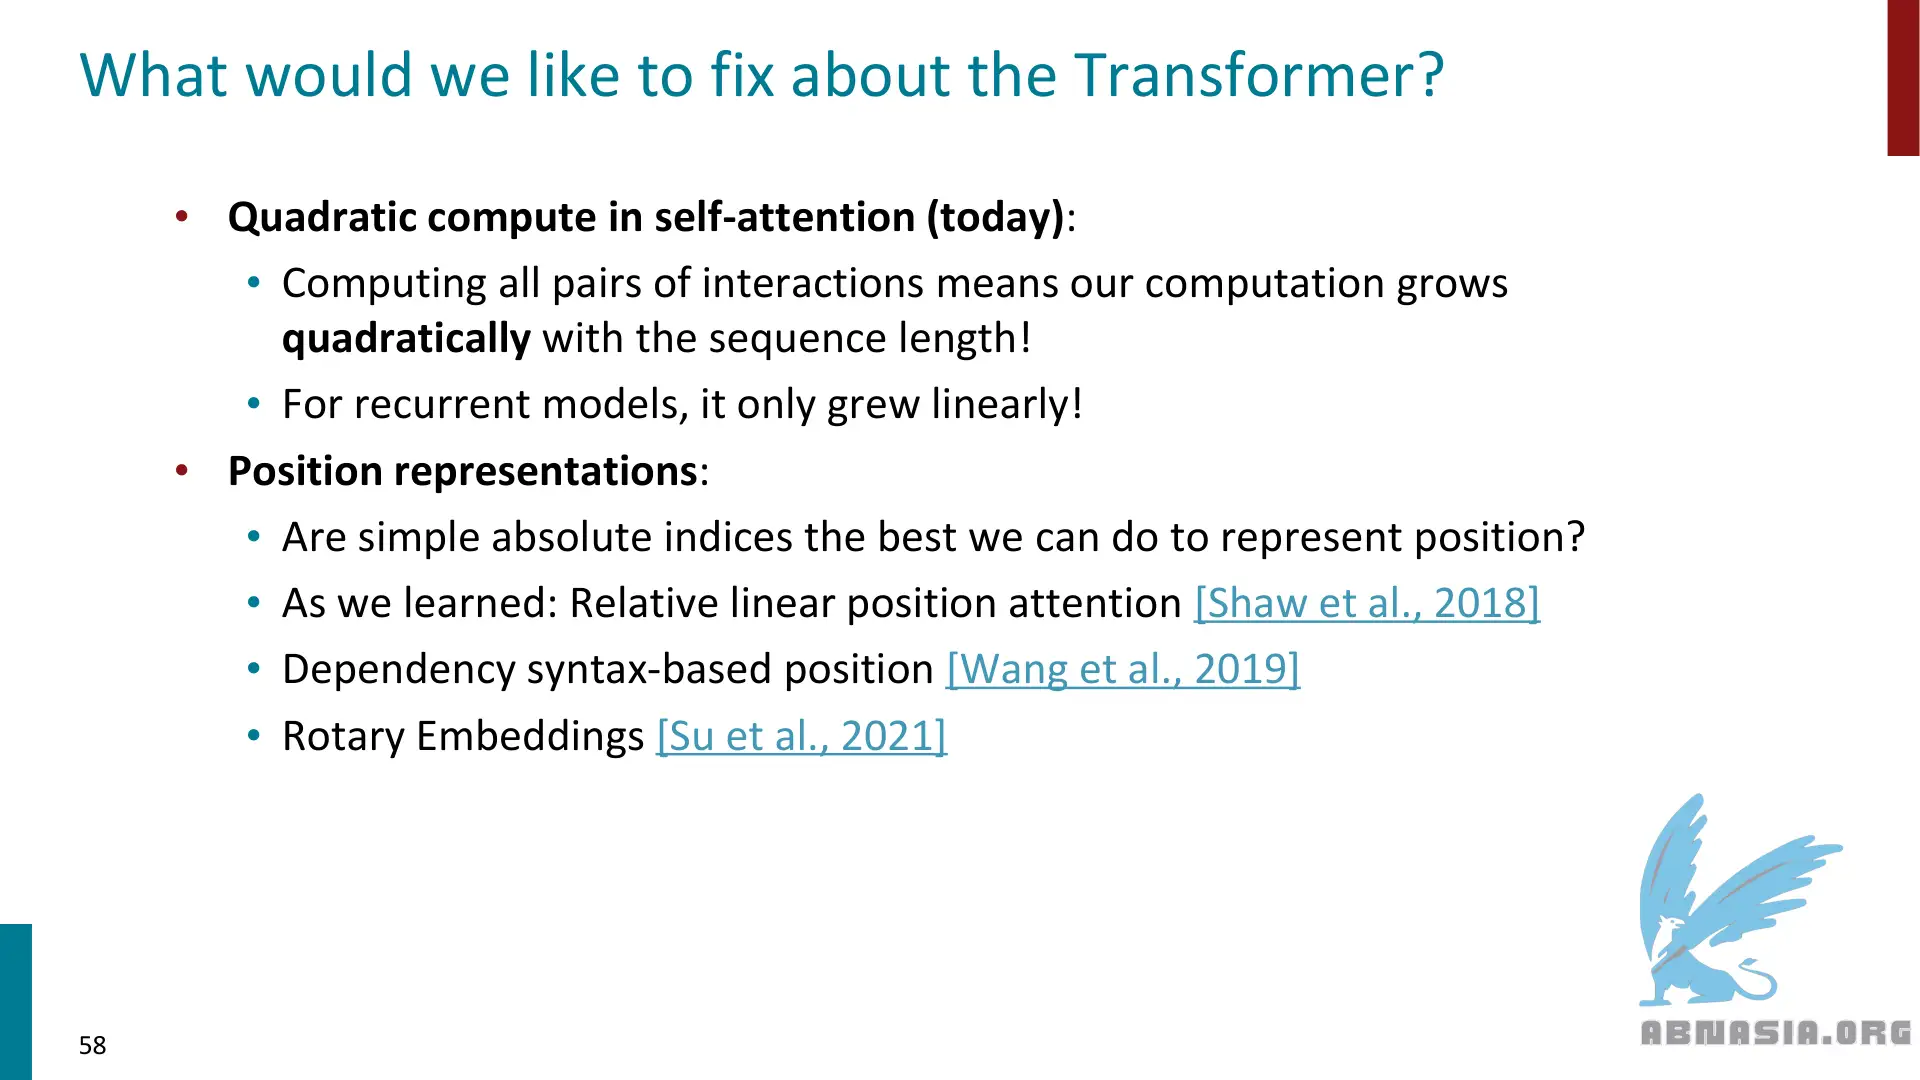 What would we like to fix about the Transformer?
• Quadratic compute in self-attention (today):
• Computing all pairs of interactions means our computation grows
quadratically with the sequence length!
• For recurrent models, it only grew linearly!
• Position representations:
• Are simple absolute indices the best we can do to represent position?
• As we learned: Relative linear position attention [Shaw et al., 2018]
• Dependency syntax-based position [Wang et al., 2019]
• Rotary Embeddings [Su et al., 2021]
58
ABNASIA.ORG